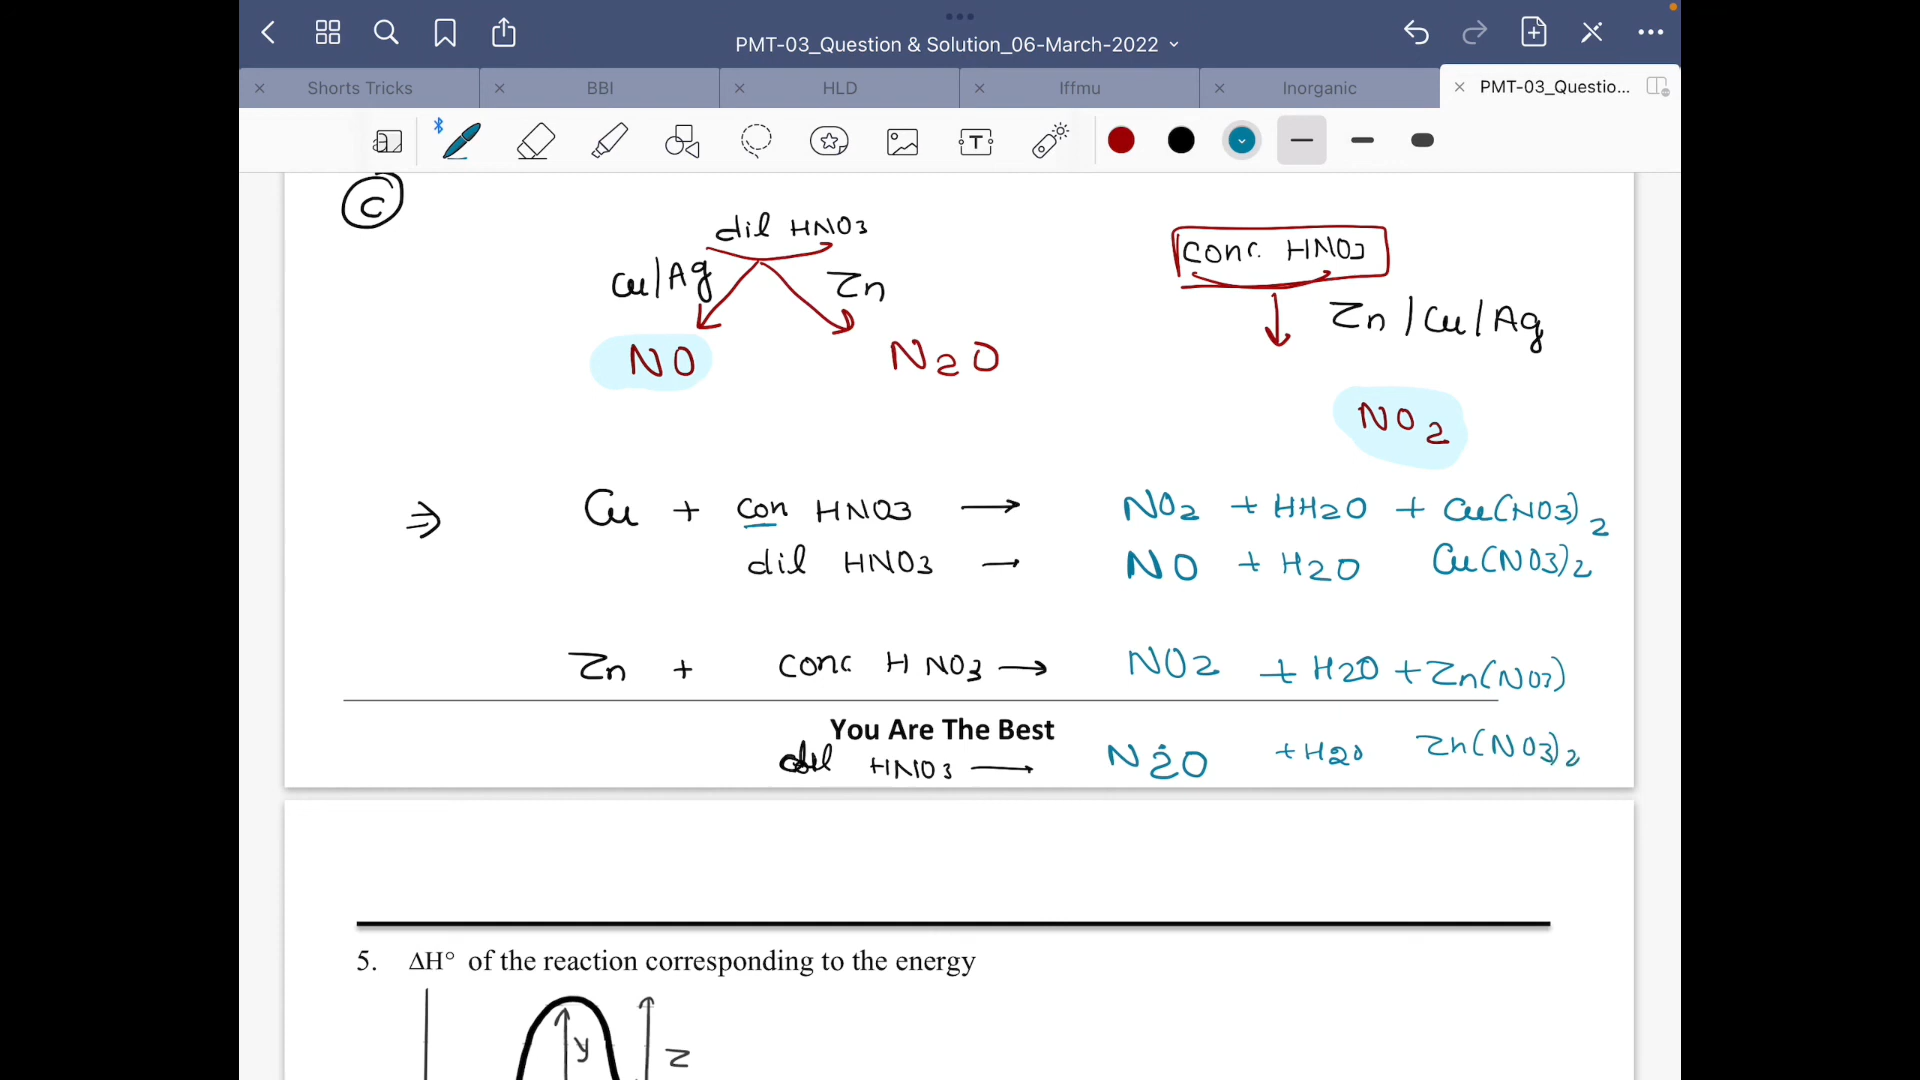 PMT-03_Question & Solution_06-March-2022
Shorts Tricks
BBI
HLD
Iffmu
Inorganic
PMT-03_Questio...
T
C
dil HNO3
Cu/Ag
Zn
NO
N2O
conc. HNO3
Zn/Cu/Ag
NO2
⇒ Cu + con HNO3 → NO2 + HH2O + Cu(NO3)2
dil HNO3 → NO + H2O Cu(NO3)2
Zn + conc HNO3 → NO2 + H2O + Zn(NO3)
You Are The Best
dil HNO3 → N2O + H2O Zn(NO3)2
5. ΔH° of the reaction corresponding to the energy
y
z